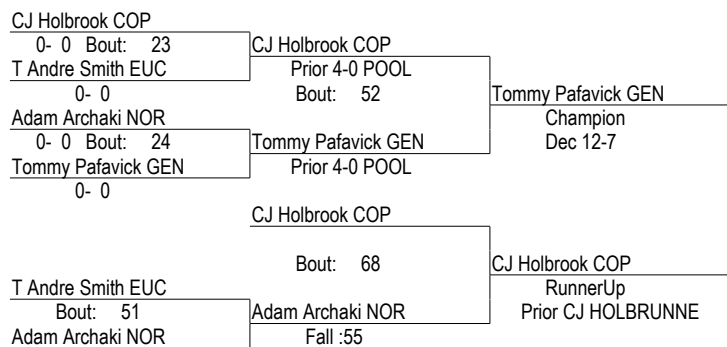 CJ Holbrook COP
0- 0 Bout: 23
CJ Holbrook COP
T Andre Smith EUC
Prior 4-0 POOL
0- 0
Bout: 52
Tommy Pafavick GEN
Adam Archaki NOR
Champion
0- 0 Bout: 24
Tommy Pafavick GEN
Dec 12-7
Tommy Pafavick GEN
Prior 4-0 POOL
0- 0
CJ Holbrook COP
Bout: 68
CJ Holbrook COP
T Andre Smith EUC
RunnerUp
Bout: 51
Adam Archaki NOR
Prior CJ HOLBRUNNE
Adam Archaki NOR
Fall :55